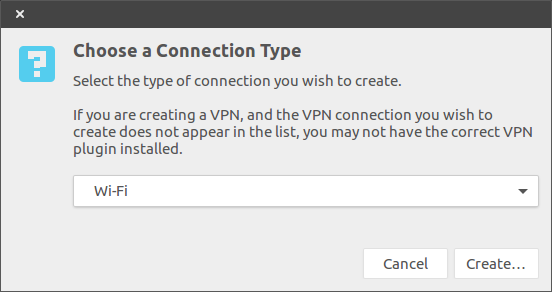 Choose a Connection Type
Select the type of connection you wish to create.
If you are creating a VPN, and the VPN connection you wish to
create does not appear in the list, you may not have the correct VPN
plugin installed.
Wi-Fi
Cancel
Create...